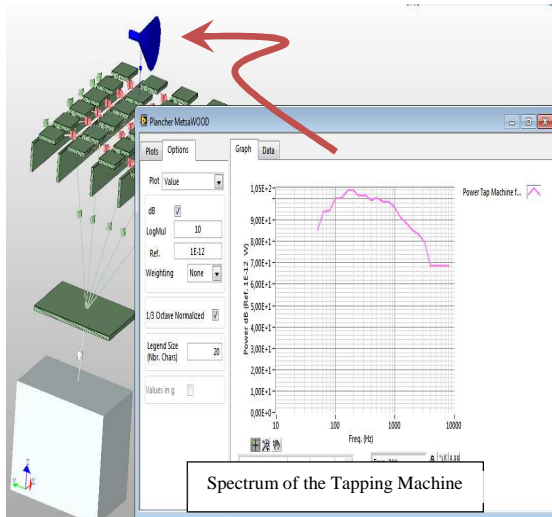 Plancher MetsaWOOD
Plots Options
Graph Data
Plot Value
dB
LogMul 10
Ref. 1E-12
Weighting None
1/3 Octave Normalized
Legend Size
(Nbr. Chars) 20
Values in g
Power Tap Machine f...
Power dB (Ref. 1E-12 W)
1,05E+2
9,00E+1
8,00E+1
7,00E+1
6,00E+1
5,00E+1
4,00E+1
3,00E+1
2,00E+1
0,00E+0
10 100 1000 10000
Freq. (Hz)
Spectrum of the Tapping Machine